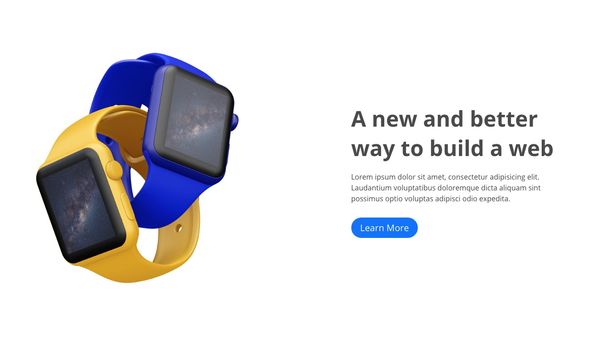 A new and better
way to build a web
Lorem ipsum dolor sit amet, consectetur adipisicing elit.
Laudantium voluptatibus doloremque dicta aliquam sint
possimus optio voluptas adipisci odio expedita.
Learn More